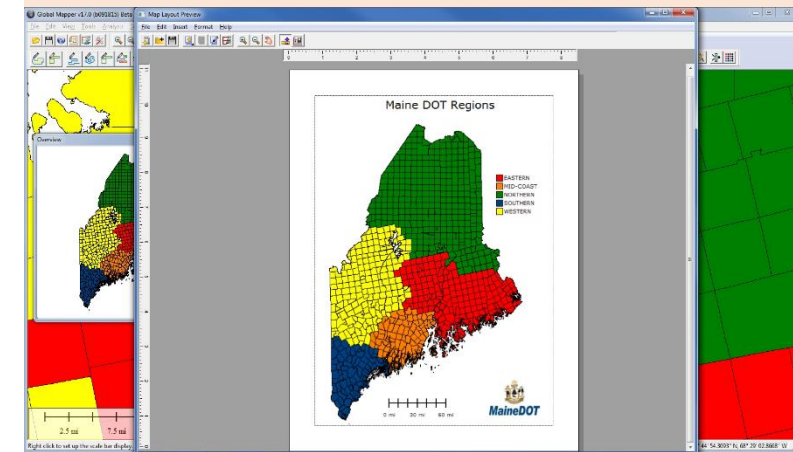 Global Mapper v17.0 (b091815) Beta
Map Layout Preview
File Edit Insert Format Help
Overview
Maine DOT Regions
EASTERN
MID-COAST
NORTHERN
SOUTHERN
WESTERN
0 mi 30 mi 60 mi
MaineDOT
2.5 mi 7.5 mi
Right click to set up the scale bar display